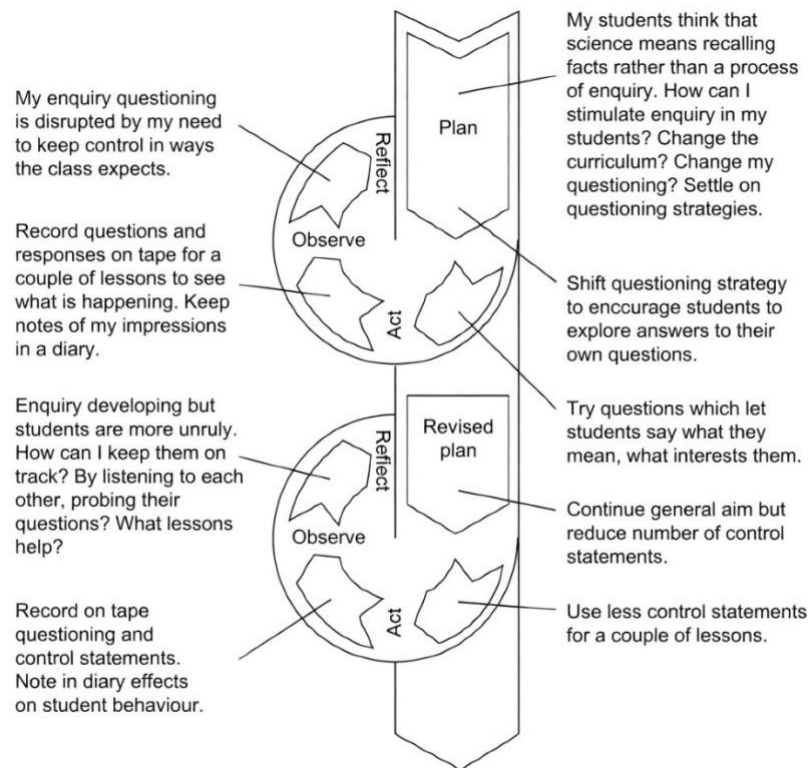 My students think that
science means recalling
facts rather than a process
of enquiry. How can I
stimulate enquiry in my
students? Change the
curriculum? Change my
questioning? Settle on
questioning strategies.
Plan
Reflect
My enquiry questioning
is disrupted by my need
to keep control in ways
the class expects.
Observe
Record questions and
responses on tape for a
couple of lessons to see
what is happening. Keep
notes of my impressions
in a diary.
Act
Shift questioning strategy
to enccurage students to
explore answers to their
own questions.
Try questions which let
students say what they
mean, what interests them.
Enquiry developing but
students are more unruly.
How can I keep them on
track? By listening to each
other, probing their
questions? What lessons
help?
Reflect
Revised
plan
Continue general aim but
reduce number of control
statements.
Observe
Act
Use less control statements
for a couple of lessons.
Record on tape
questioning and
control statements.
Note in diary effects
on student behaviour.